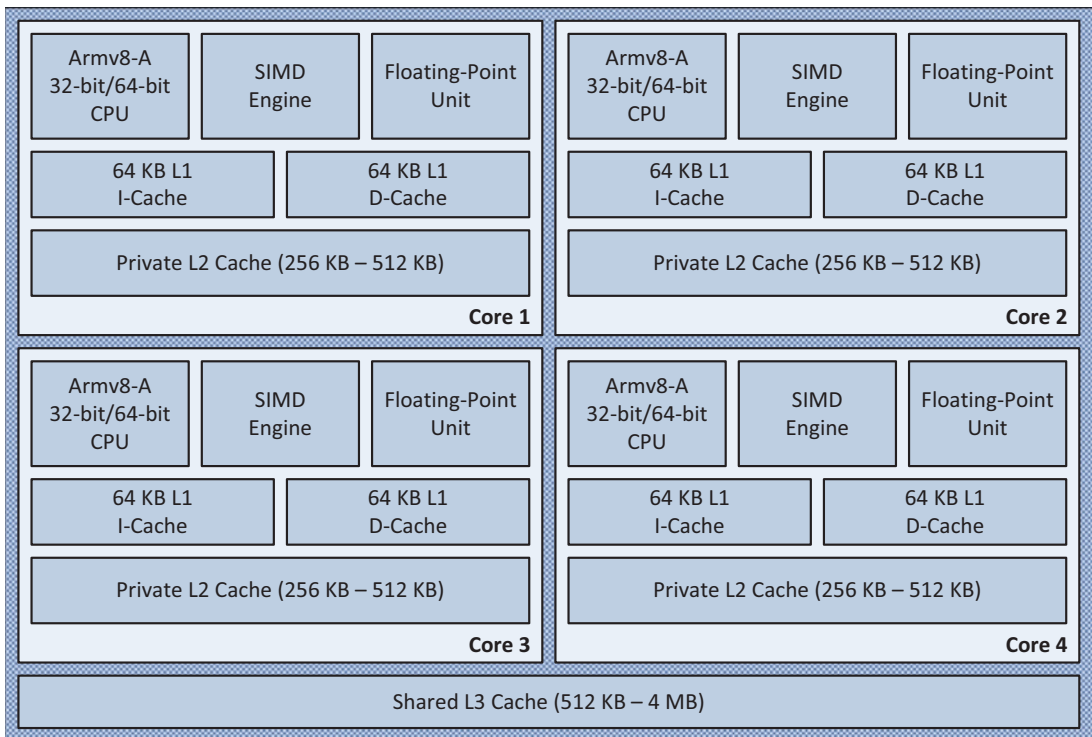 Armv8-A
32-bit/64-bit
CPU
SIMD
Engine
Floating-Point
Unit
64 KB L1
I-Cache
64 KB L1
D-Cache
Private L2 Cache (256 KB – 512 KB)
Core 1
Armv8-A
32-bit/64-bit
CPU
SIMD
Engine
Floating-Point
Unit
64 KB L1
I-Cache
64 KB L1
D-Cache
Private L2 Cache (256 KB – 512 KB)
Core 2
Armv8-A
32-bit/64-bit
CPU
SIMD
Engine
Floating-Point
Unit
64 KB L1
I-Cache
64 KB L1
D-Cache
Private L2 Cache (256 KB – 512 KB)
Core 3
Armv8-A
32-bit/64-bit
CPU
SIMD
Engine
Floating-Point
Unit
64 KB L1
I-Cache
64 KB L1
D-Cache
Private L2 Cache (256 KB – 512 KB)
Core 4
Shared L3 Cache (512 KB – 4 MB)